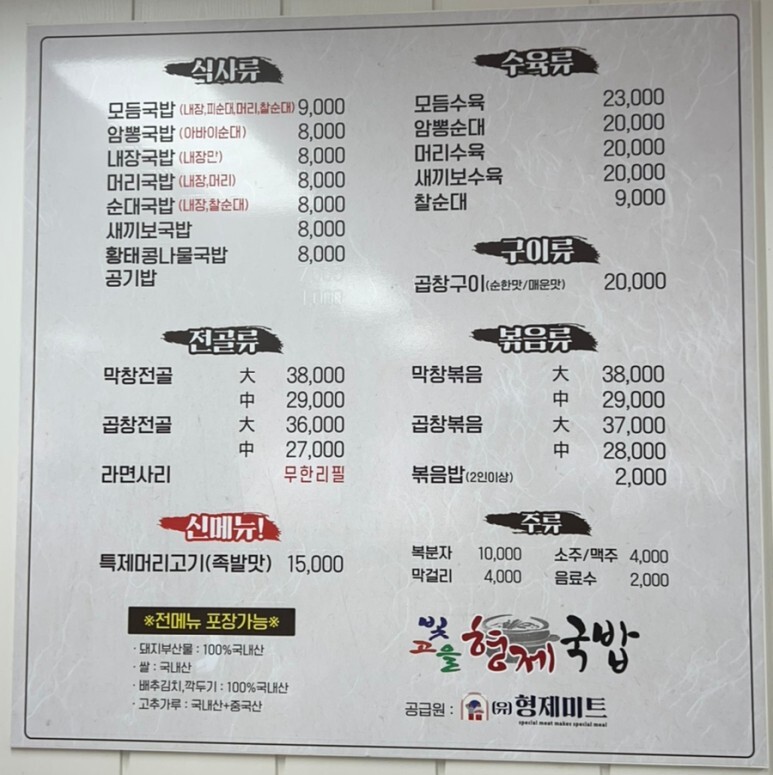 식사류
모듬국밥 (내장,피순대,머리,찰순대) 9,000
암뽕국밥 (아바이순대) 8,000
내장국밥 (내장만) 8,000
머리국밥 (내장,머리) 8,000
순대국밥 (내장,찰순대) 8,000
새끼보국밥 8,000
황태콩나물국밥 8,000
공기밥
수육류
모듬수육 23,000
암뽕순대 20,000
머리수육 20,000
새끼보수육 20,000
찰순대 9,000
구이류
곱창구이(순한맛/매운맛) 20,000
전골류
막창전골 大 38,000
中 29,000
곱창전골 大 36,000
中 27,000
라면사리 무한리필
볶음류
막창볶음 大 38,000
中 29,000
곱창볶음 大 37,000
中 28,000
볶음밥(2인이상) 2,000
신메뉴!
특제머리고기(족발맛) 15,000
주류
복분자 10,000 소주/맥주 4,000
막걸리 4,000 음료수 2,000
※전메뉴 포장가능※
· 돼지부산물 : 100%국내산
· 쌀 : 국내산
· 배추김치,깍두기 : 100%국내산
· 고추가루 : 국내산+중국산
빛고을 형제국밥
공급원 : (유)형제미트
special meat makes special meal